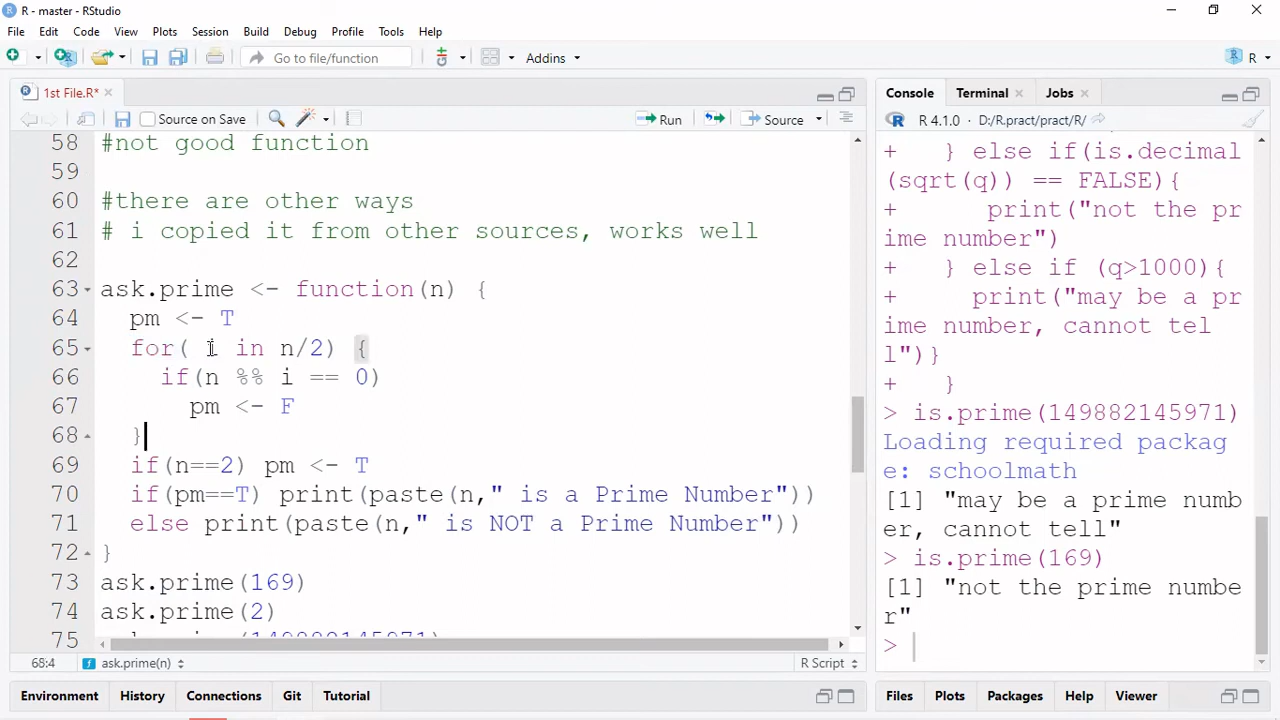 R - master - RStudio
File Edit Code View Plots Session Build Debug Profile Tools Help
Go to file/function Addins R
1st File.R*
Source on Save Run Source
58 #not good function
59
60 #there are other ways
61 # i copied it from other sources, works well
62
63 ask.prime <- function(n) {
64 pm <- T
65 for( i in n/2) {
66 if(n %% i == 0)
67 pm <- F
68 }
69 if(n==2) pm <- T
70 if(pm==T) print(paste(n," is a Prime Number"))
71 else print(paste(n," is NOT a Prime Number"))
72 }
73 ask.prime(169)
74 ask.prime(2)
75
68:4 ask.prime(n) R Script
Environment History Connections Git Tutorial
Console Terminal Jobs
R 4.1.0 · D:/R.pract/pract/R/
+ } else if(is.decimal
(sqrt(q)) == FALSE){
+ print("not the pr
ime number")
+ } else if (q>1000){
+ print("may be a pr
ime number, cannot tel
l")}
+ }
> is.prime(149882145971)
Loading required packag
e: schoolmath
[1] "may be a prime numb
er, cannot tell"
> is.prime(169)
[1] "not the prime numbe
r"
>
Files Plots Packages Help Viewer